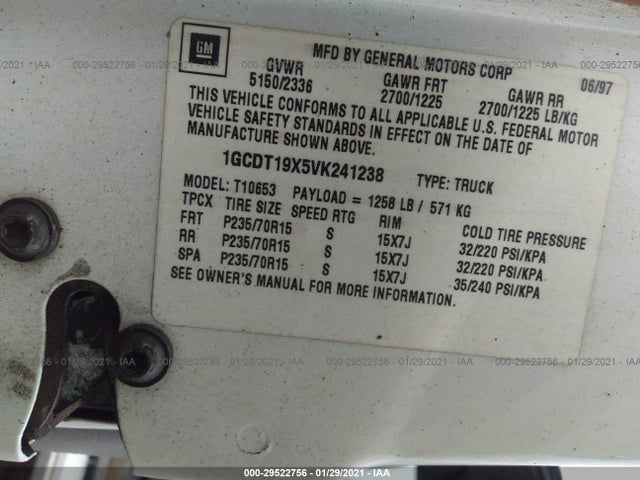 GM
MFD BY GENERAL MOTORS CORP 06/97
GVWR GAWR FRT GAWR RR
5150/2336 2700/1225 2700/1225 LB/KG
THIS VEHICLE CONFORMS TO ALL APPLICABLE U.S. FEDERAL MOTOR
VEHICLE SAFETY STANDARDS IN EFFECT ON THE DATE OF
MANUFACTURE SHOWN ABOVE.
1GCDT19X5VK241238 TYPE: TRUCK
MODEL: T10653 PAYLOAD = 1258 LB / 571 KG
TPCX TIRE SIZE SPEED RTG RIM COLD TIRE PRESSURE
FRT P235/70R15 S 15X7J 32/220 PSI/KPA
RR P235/70R15 S 15X7J 32/220 PSI/KPA
SPA P235/70R15 S 15X7J 35/240 PSI/KPA
SEE OWNER'S MANUAL FOR MORE INFORMATION.
000-29522756 | 01/29/2021 | IAA